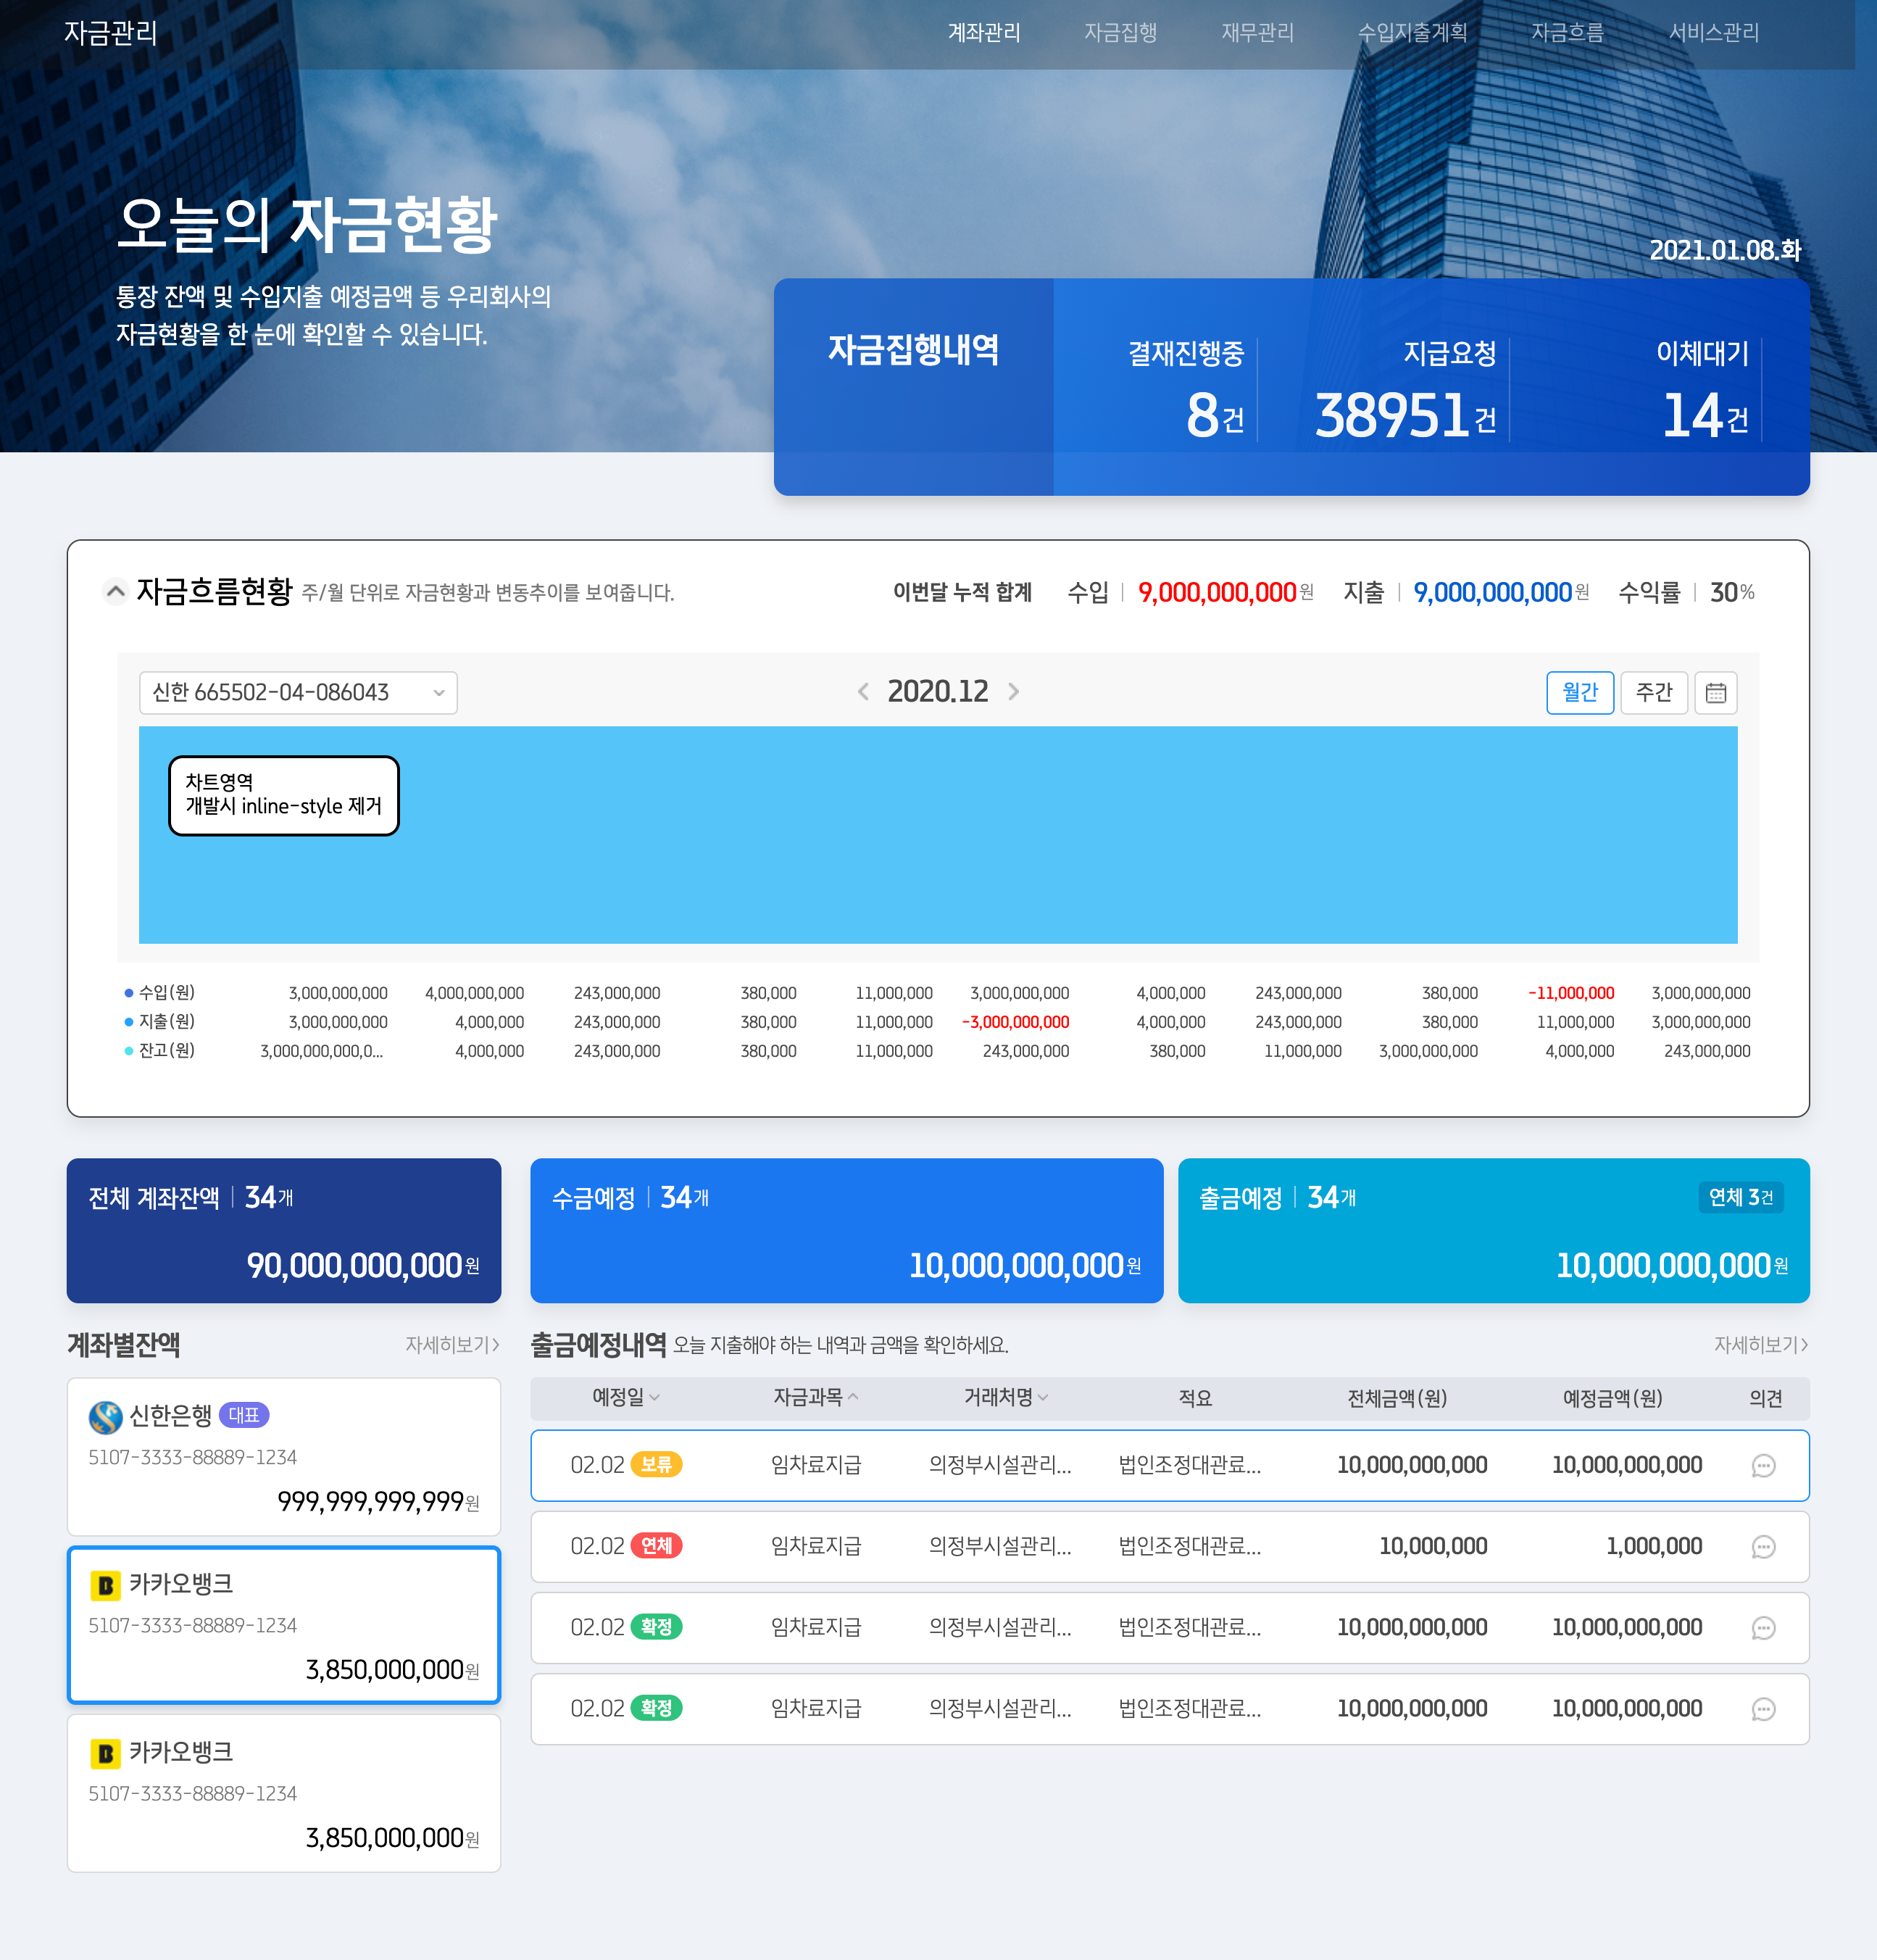 자금관리
계좌관리 자금집행 재무관리 수입지출계획 자금흐름 서비스관리
오늘의 자금현황
통장 잔액 및 수입지출 예정금액 등 우리회사의
자금현황을 한 눈에 확인할 수 있습니다.
2021.01.08.화
자금집행내역
결재진행중 지급요청 이체대기
8건 38951건 14건
자금흐름현황 주/월 단위로 자금현황과 변동추이를 보여줍니다.
이번달 누적 합계 수입 9,000,000,000원 지출 9,000,000,000원 수익률 30%
신한 665502-04-086043
2020.12
월간 주간
차트영역
개발시 inline-style 제거
수입(원) 3,000,000,000 4,000,000,000 243,000,000 380,000 11,000,000 3,000,000,000 4,000,000 243,000,000 380,000 -11,000,000 3,000,000,000
지출(원) 3,000,000,000 4,000,000 243,000,000 380,000 11,000,000 -3,000,000,000 4,000,000 243,000,000 380,000 11,000,000 3,000,000,000
잔고(원) 3,000,000,000,0... 4,000,000 243,000,000 380,000 11,000,000 243,000,000 380,000 11,000,000 3,000,000,000 4,000,000 243,000,000
전체 계좌잔액 34개
90,000,000,000원
수금예정 34개
10,000,000,000원
출금예정 34개 연체 3건
10,000,000,000원
계좌별잔액 자세히보기
신한은행 대표
5107-3333-88889-1234
999,999,999,999원
카카오뱅크
5107-3333-88889-1234
3,850,000,000원
카카오뱅크
5107-3333-88889-1234
3,850,000,000원
출금예정내역 오늘 지출해야 하는 내역과 금액을 확인하세요. 자세히보기
예정일 자금과목 거래처명 적요 전체금액(원) 예정금액(원) 의견
02.02 보류 임차료지급 의정부시설관리... 법인조정대관료... 10,000,000,000 10,000,000,000
02.02 연체 임차료지급 의정부시설관리... 법인조정대관료... 10,000,000 1,000,000
02.02 확정 임차료지급 의정부시설관리... 법인조정대관료... 10,000,000,000 10,000,000,000
02.02 확정 임차료지급 의정부시설관리... 법인조정대관료... 10,000,000,000 10,000,000,000